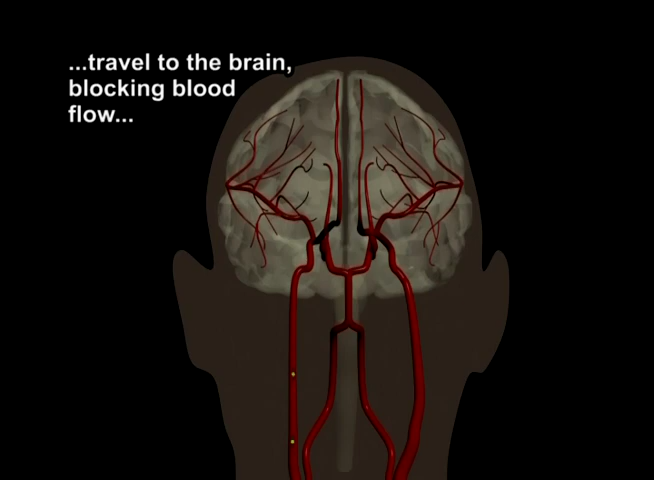 ...travel to the brain,
blocking blood
flow...